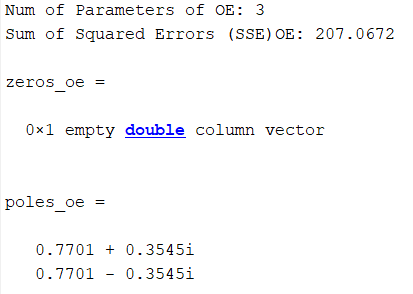 Num of Parameters of OE: 3
Sum of Squared Errors (SSE)OE: 207.0672
zeros_oe =
0×1 empty double column vector
poles_oe =
0.7701 + 0.3545i
0.7701 - 0.3545i